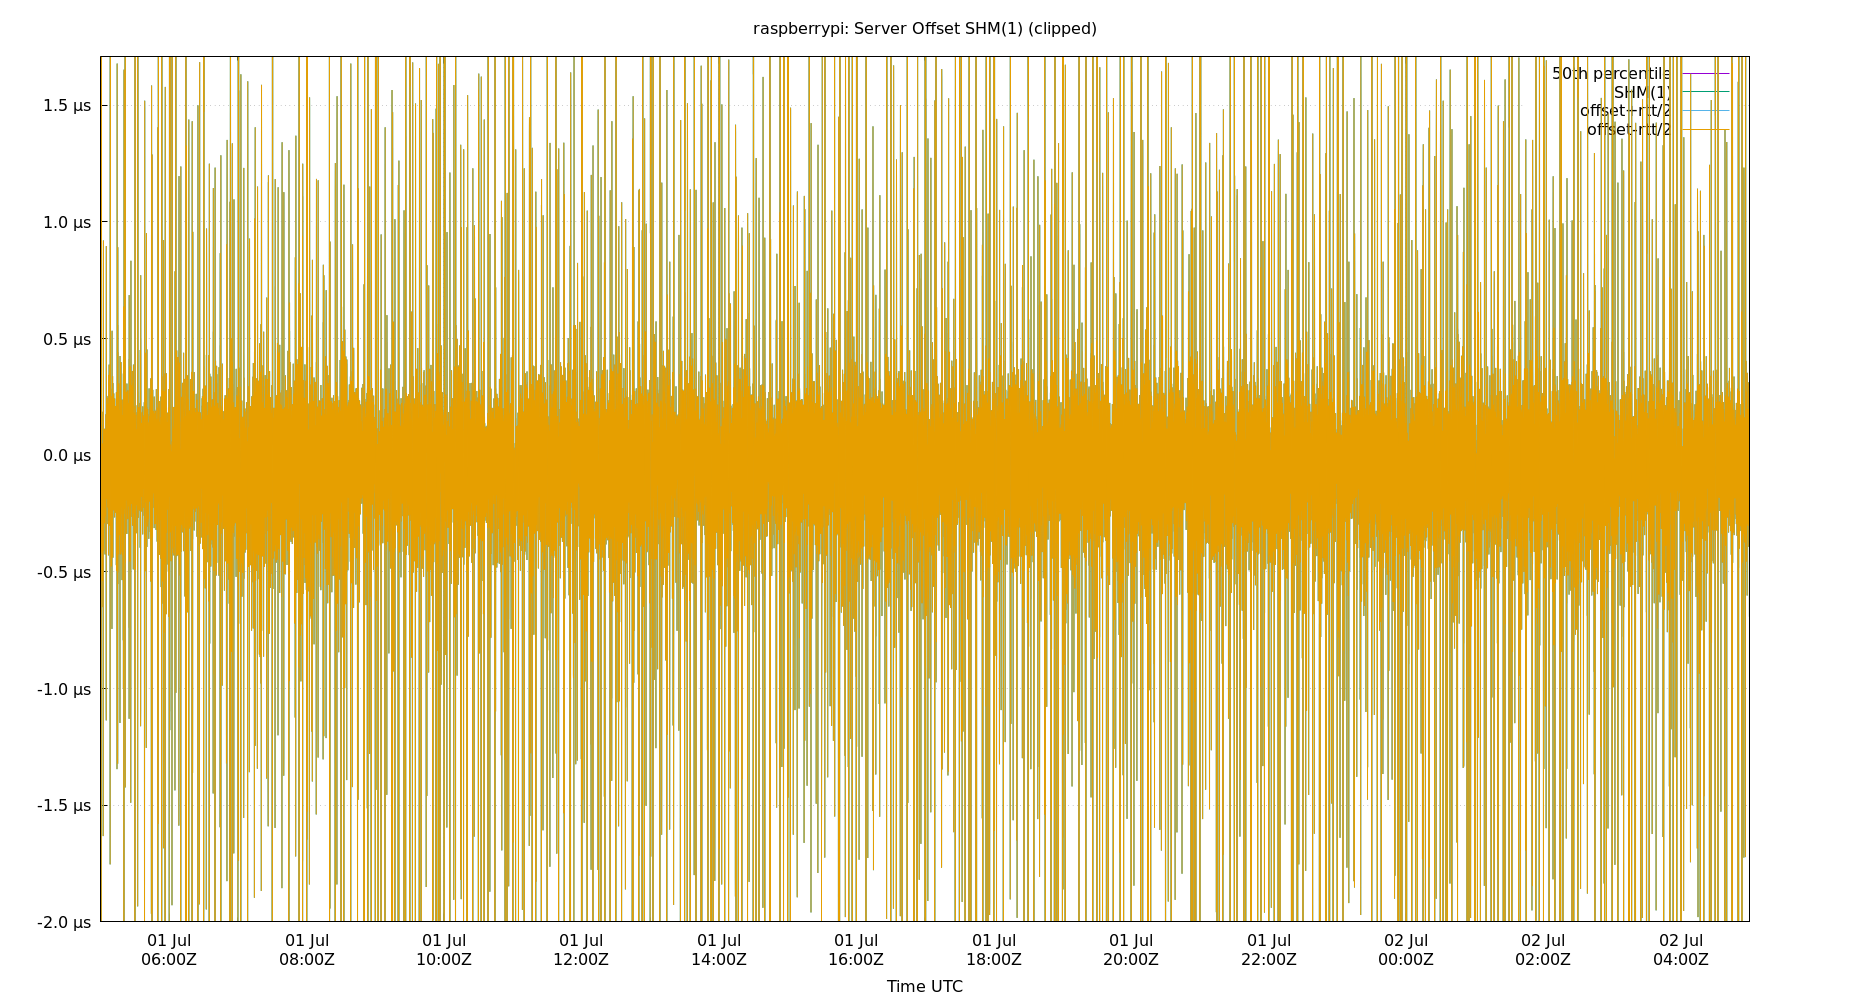 raspberrypi: Server Offset SHM(1) (clipped)
50th percentile
SHM(1)
offset+rtt/2
offset-rtt/2
1.5 µs
1.0 µs
0.5 µs
0.0 µs
-0.5 µs
-1.0 µs
-1.5 µs
-2.0 µs
01 Jul 01 Jul 01 Jul 01 Jul 01 Jul 01 Jul 01 Jul 01 Jul 01 Jul 02 Jul 02 Jul 02 Jul
06:00Z 08:00Z 10:00Z 12:00Z 14:00Z 16:00Z 18:00Z 20:00Z 22:00Z 00:00Z 02:00Z 04:00Z
Time UTC